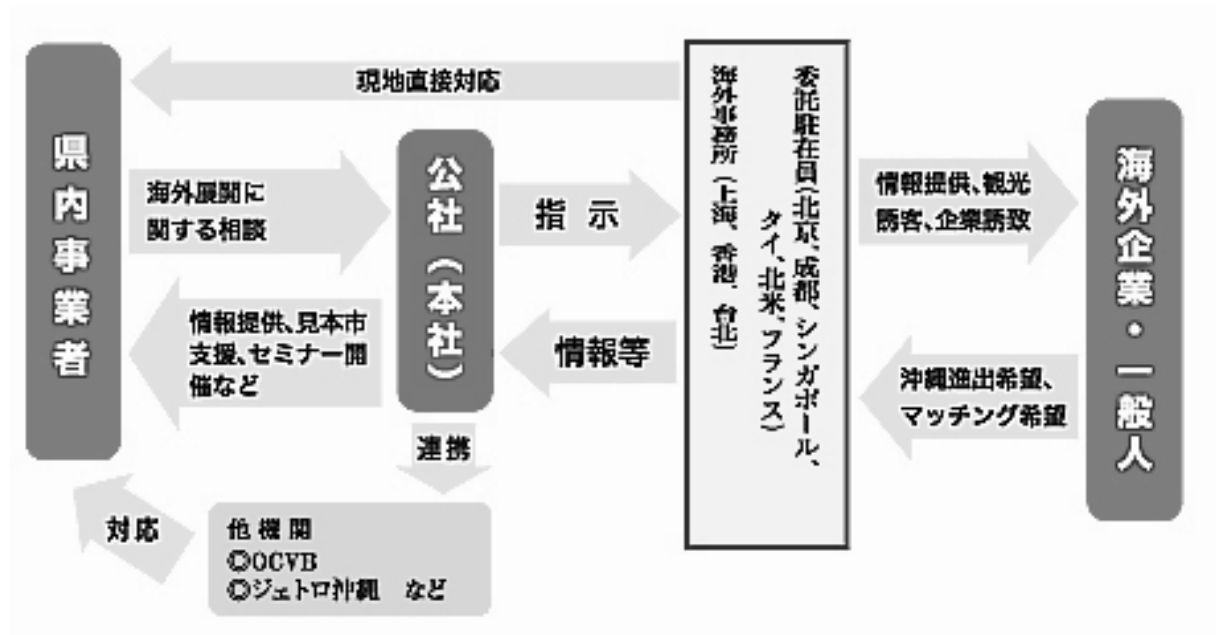 県内事業者
現地直接対応
海外展開に
関する相談
情報提供、見本市
支援、セミナー開
催など
公社（本社）
指示
情報等
連携
対応
他機関
◎OCVB
◎ジェトロ沖縄　など
委託駐在員（北京、成都、シンガポール、
タイ、北米、フランス）
海外事務所（上海、香港、台北）
情報提供、観光
誘客、企業誘致
沖縄進出希望、
マッチング希望
海外企業・一般人